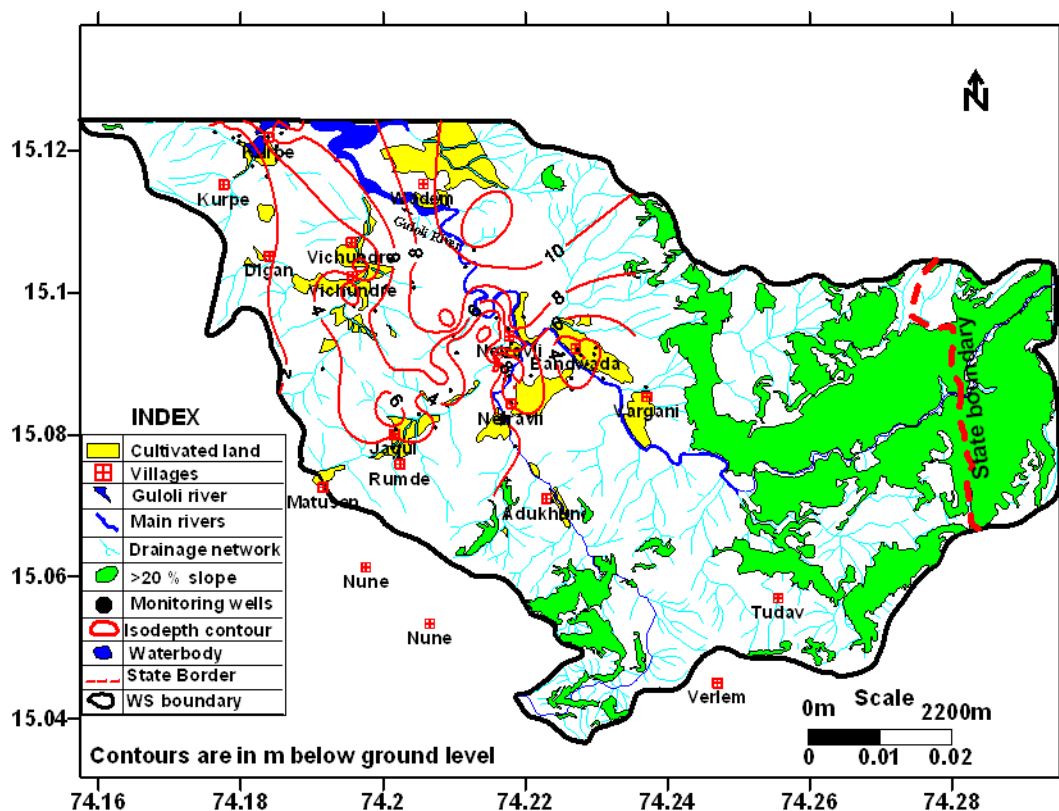 N
15.12
15.1
15.08
15.06
15.04
Kurpe
Wadem
Guloli River
Digan
Vichundre
Vichundre
Netravli
Bandwada
Netravli
Vargani
Jagul
Rumde
Matusen
Adukhun
Nune
Nune
Tudav
Verlem
State boundary
10
8
8
8
6
4
4
4
2
6
6
INDEX
Cultivated land
Villages
Guloli river
Main rivers
Drainage network
>20 % slope
Monitoring wells
Isodepth contour
Waterbody
State Border
WS boundary
Contours are in m below ground level
Scale
0m
2200m
0
0.01
0.02
74.16
74.18
74.2
74.22
74.24
74.26
74.28